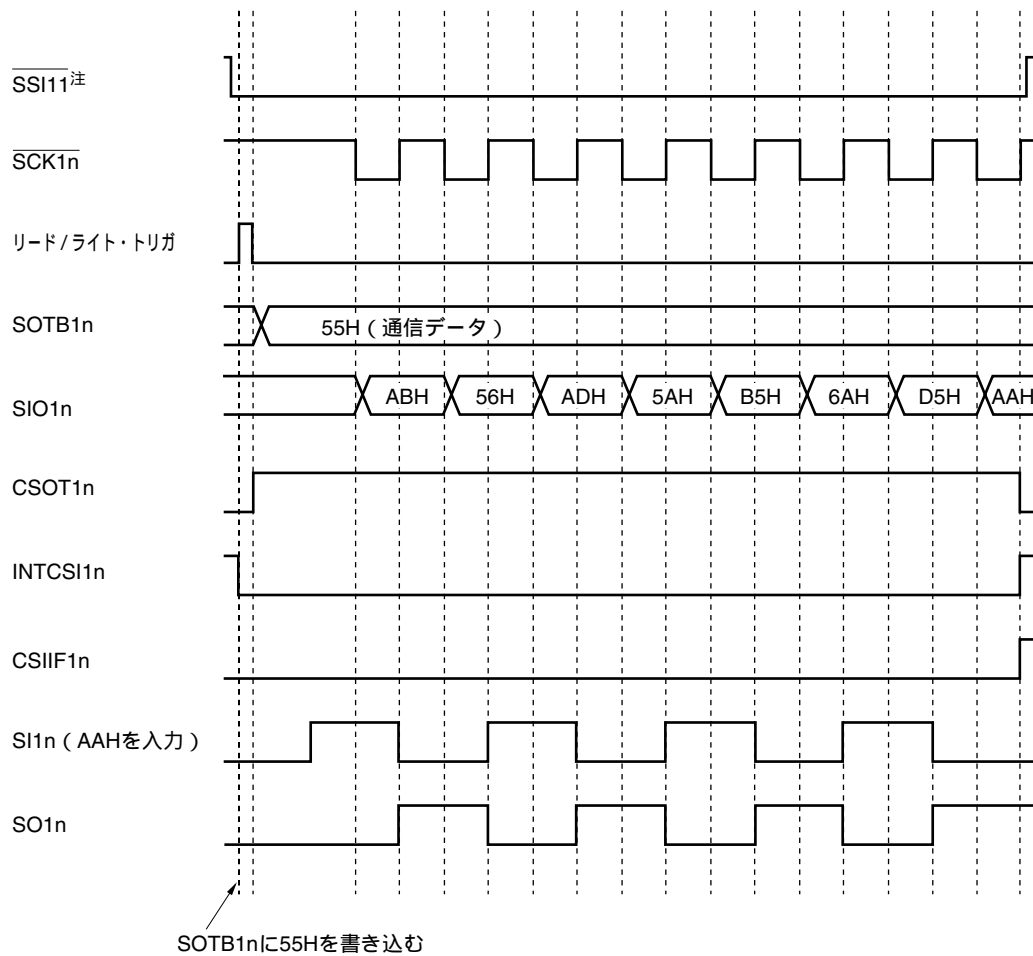 SSI11注
SCK1n
リード/ライト・トリガ
SOTB1n
55H(通信データ)
SIO1n
ABH 56H ADH 5AH B5H 6AH D5H AAH
CSOT1n
INTCSI1n
CSIIF1n
SI1n(AAHを入力)
SO1n
SOTB1nに55Hを書き込む